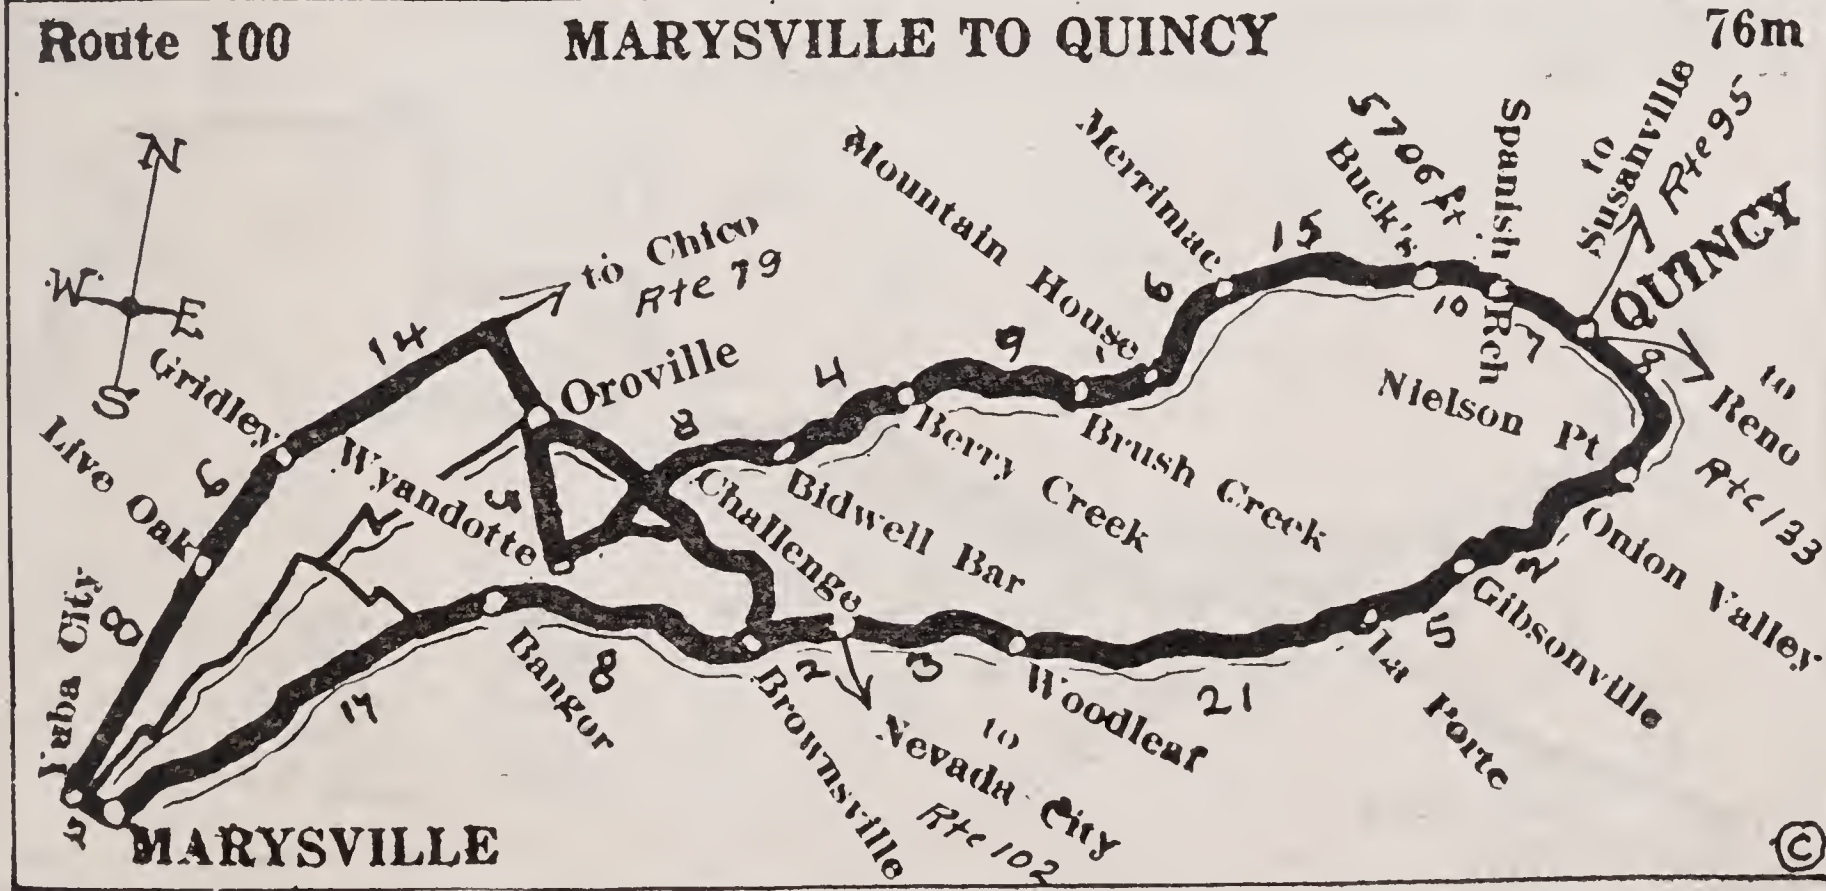 Route 100
MARYSVILLE TO QUINCY
76m
N
W
E
S
to Chico
Rte 79
Gridley
14
Oroville
Live Oak
6
Wyandotte
5
8
4
9
Mountain House
6
Merrimac
15
5706 ft
Buck's
10
Spanish Rch
7
to Susanville
Rte 95
QUINCY
to Reno
Rte 133
8
Nielson Pt
Onion Valley
Berry Creek
Brush Creek
Bidwell Bar
Challenge
Yuba City
8
17
Bangor
8
Brownsville
2
3
to Nevada City
Rte 102
Woodleaf
21
La Porte
5
Gibsonville
2
MARYSVILLE
©